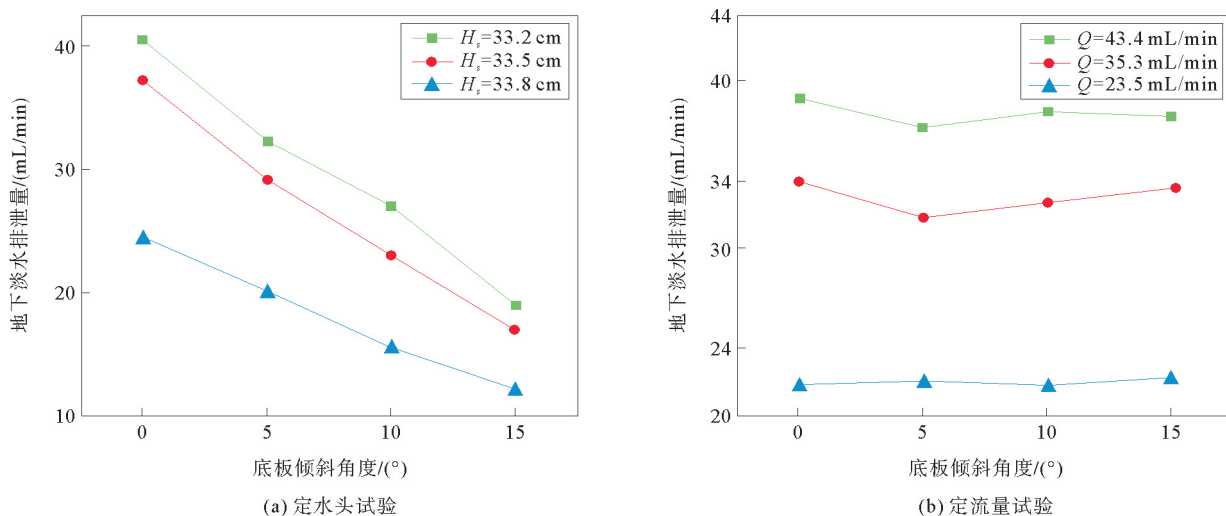 地下淡水排泄量/(mL/min)
40
30
20
10
0
5
10
15
Hs=33.2 cm
Hs=33.5 cm
Hs=33.8 cm
底板倾斜角度/(°)
(a) 定水头试验
地下淡水排泄量/(mL/min)
44
40
34
30
24
20
0
5
10
15
Q=43.4 mL/min
Q=35.3 mL/min
Q=23.5 mL/min
底板倾斜角度/(°)
(b) 定流量试验